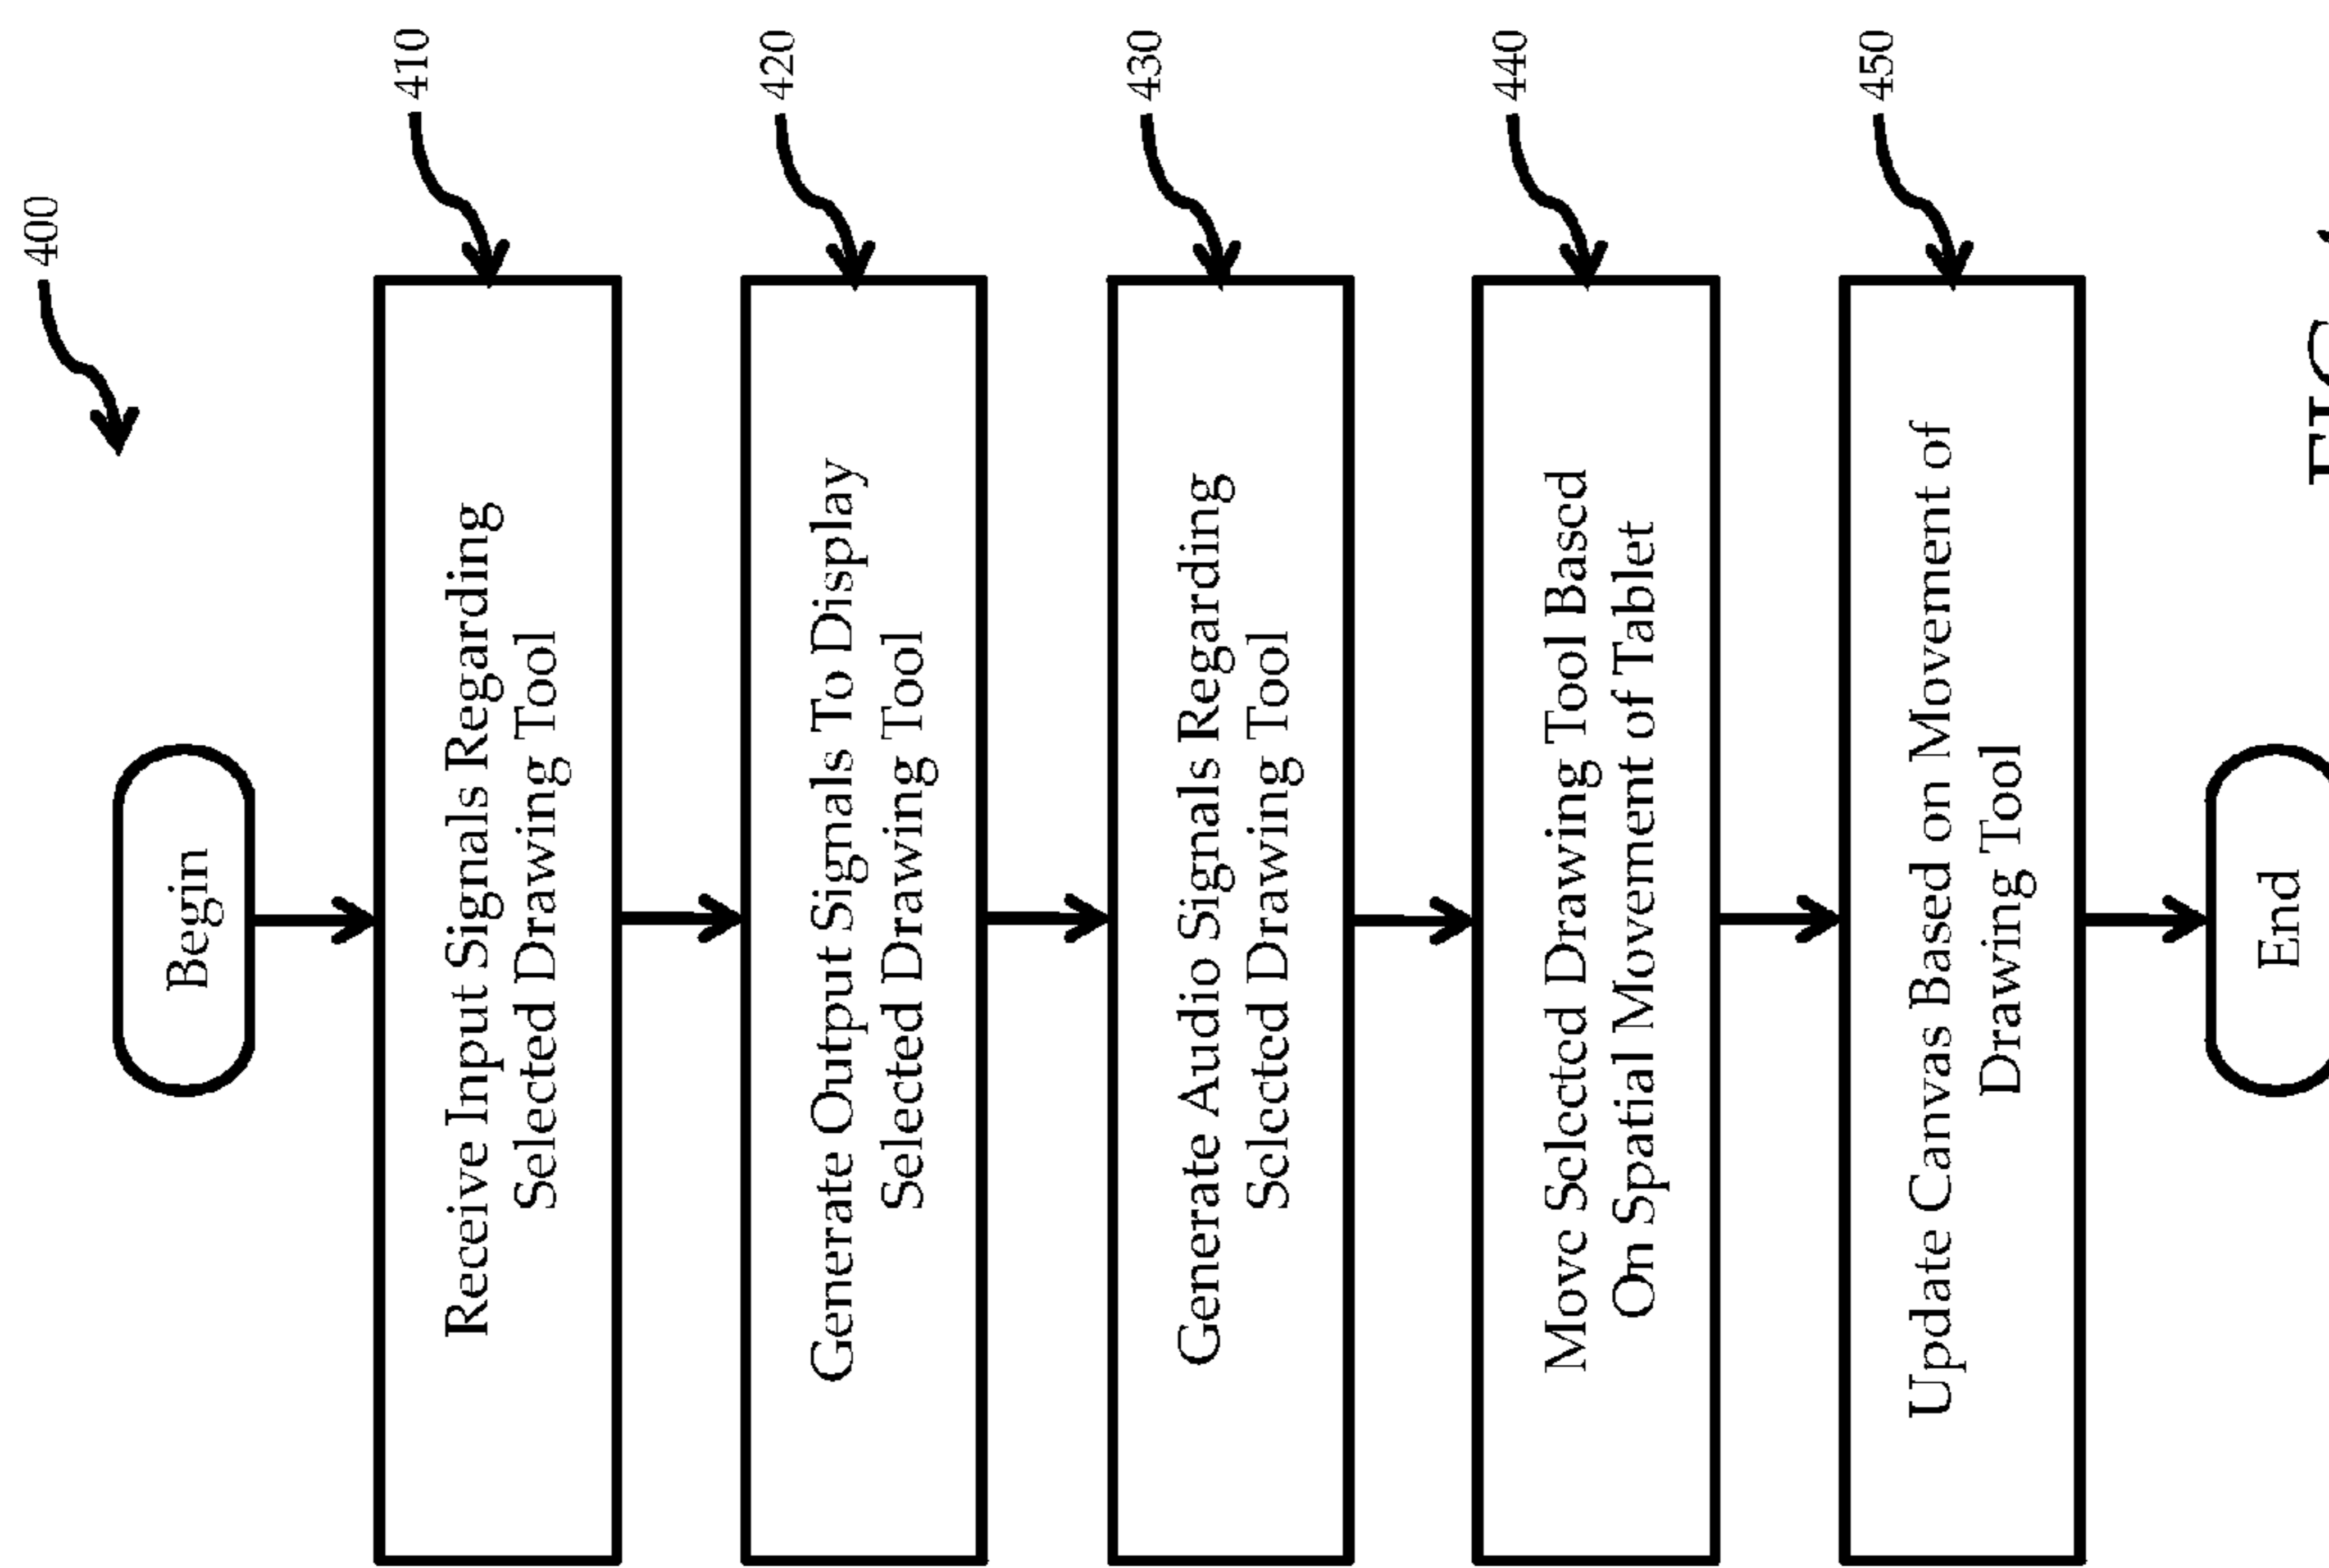 400
Begin
410
Receive Input Signals Regarding
Selected Drawing Tool
420
Generate Output Signals To Display
Selected Drawing Tool
430
Generate Audio Signals Regarding
Selected Drawing Tool
440
Move Selected Drawing Tool Based
On Spatial Movement of Tablet
450
Update Canvas Based on Movement of
Drawing Tool
End